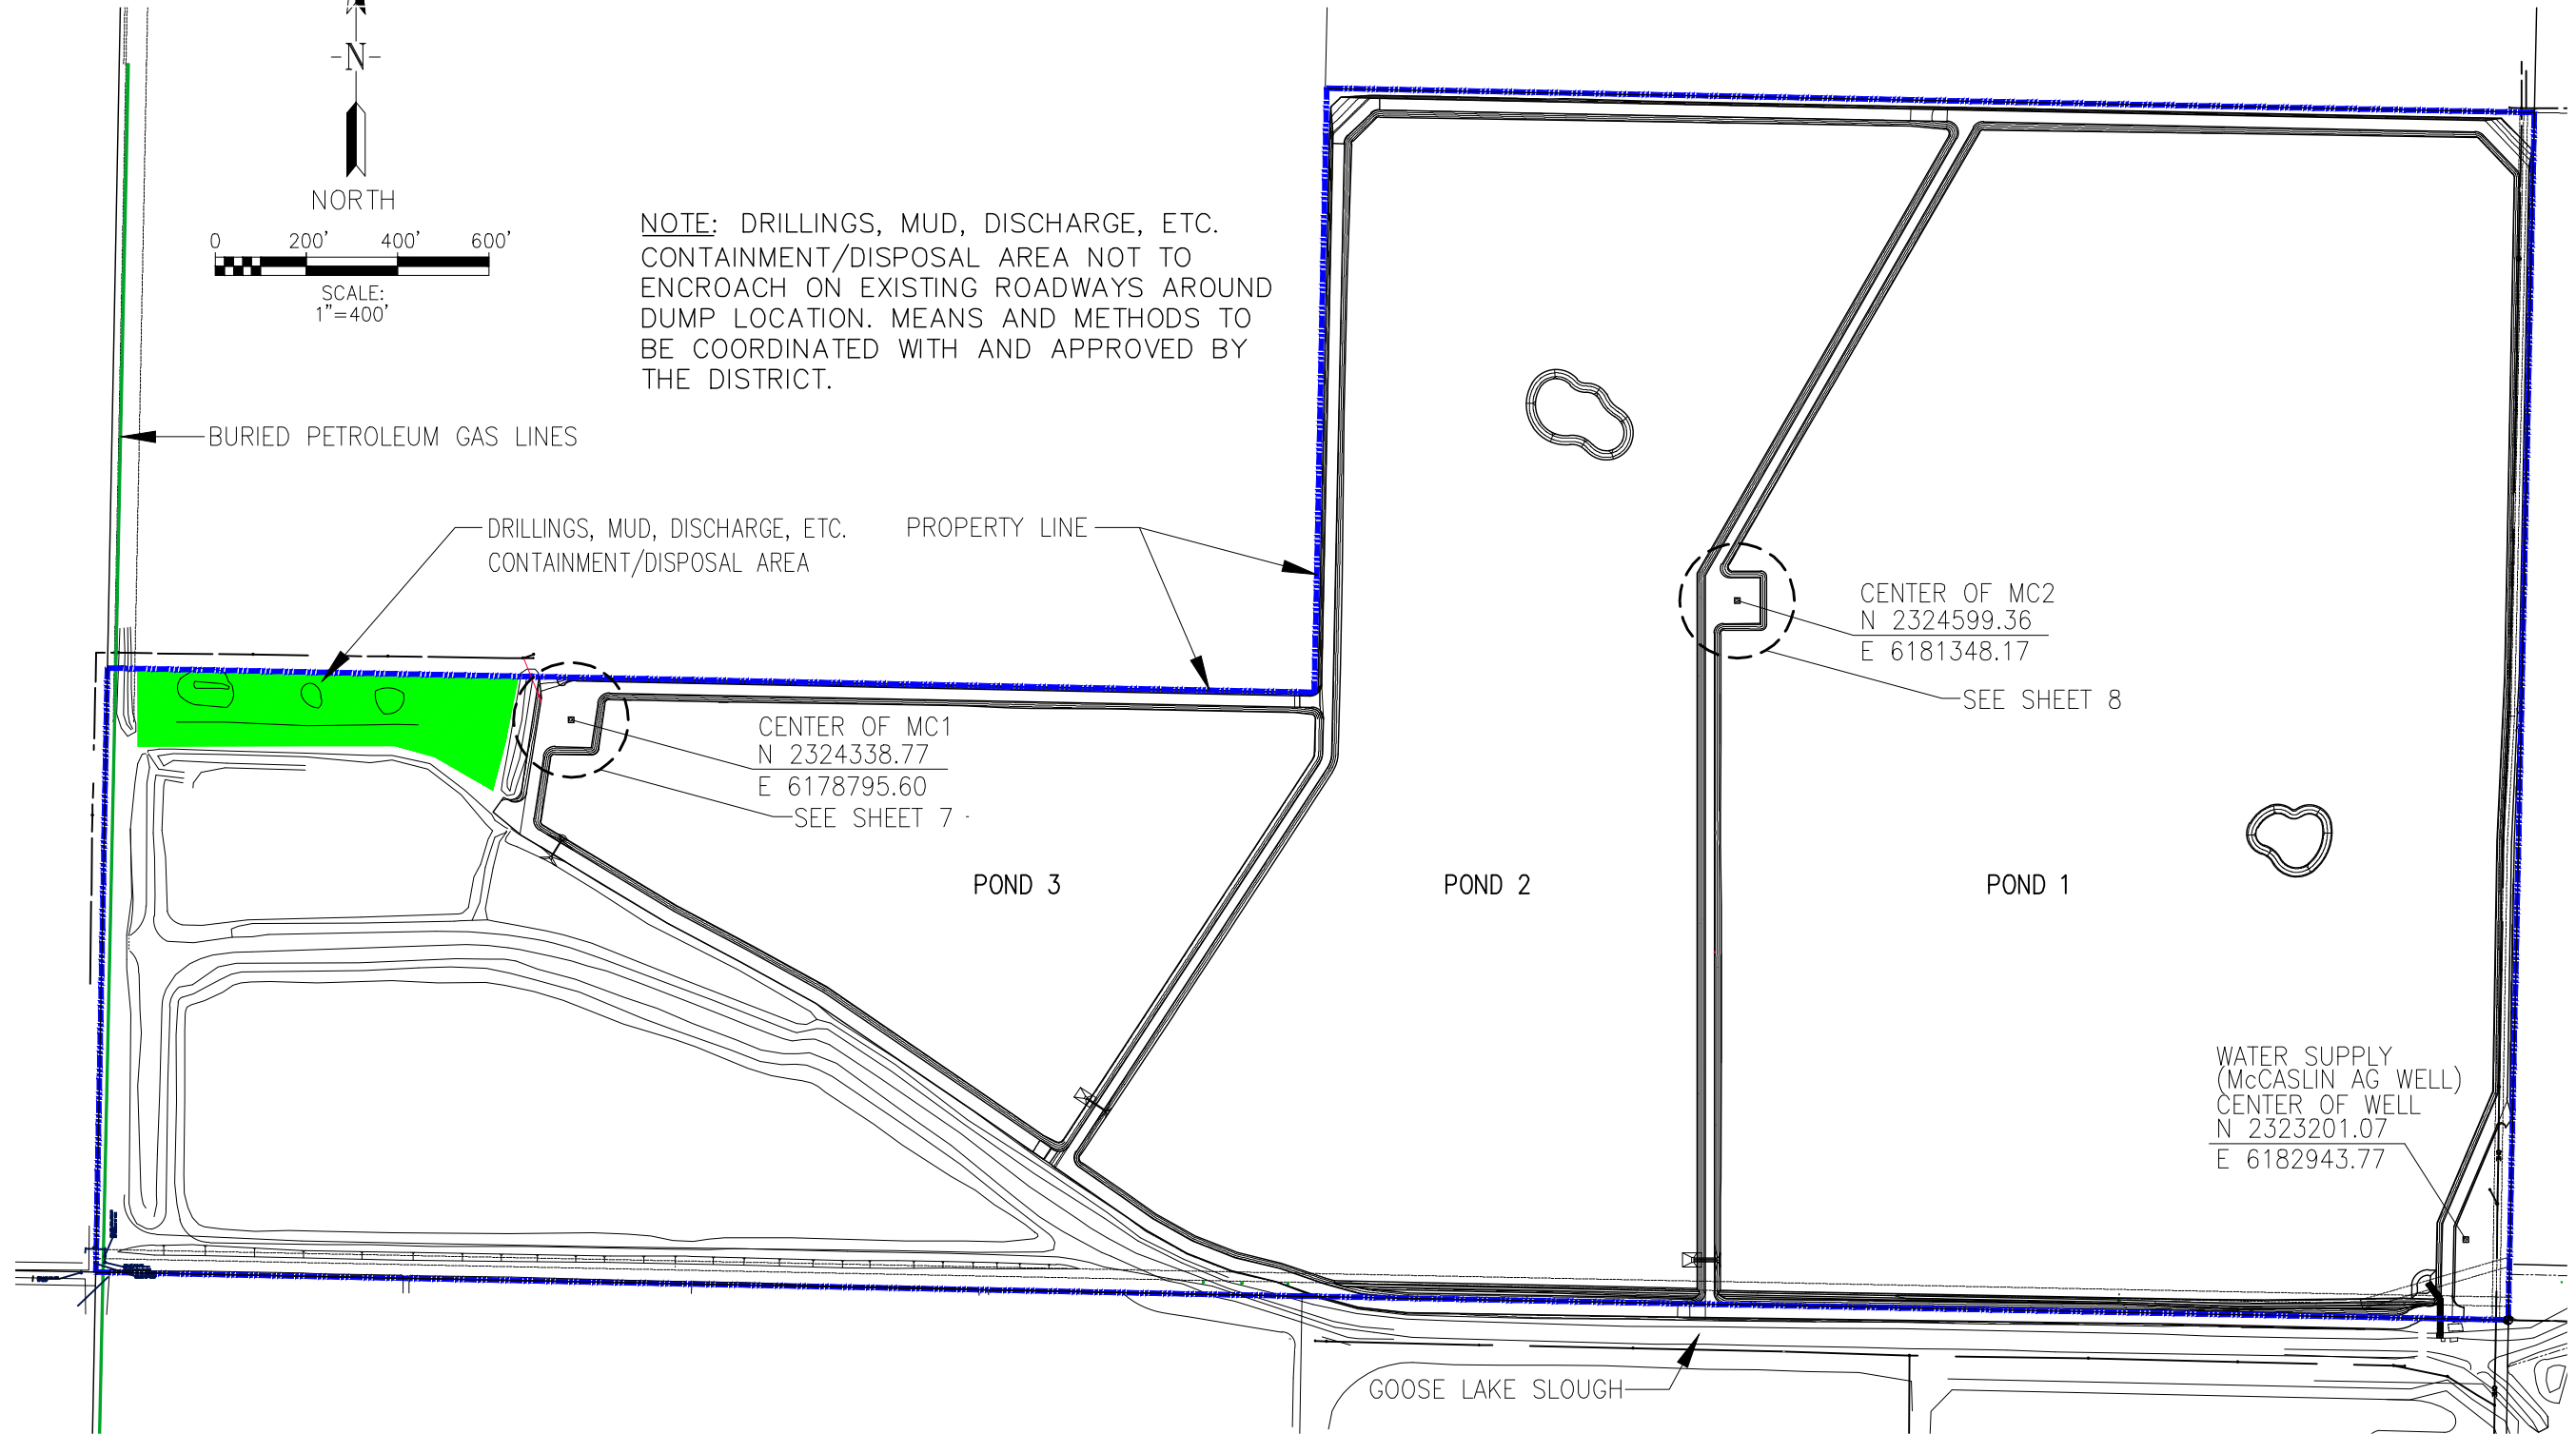 -N-
NORTH
0 200' 400' 600'
SCALE:
1"=400'
NOTE: DRILLINGS, MUD, DISCHARGE, ETC.
CONTAINMENT/DISPOSAL AREA NOT TO
ENCROACH ON EXISTING ROADWAYS AROUND
DUMP LOCATION. MEANS AND METHODS TO
BE COORDINATED WITH AND APPROVED BY
THE DISTRICT.
BURIED PETROLEUM GAS LINES
DRILLINGS, MUD, DISCHARGE, ETC.
CONTAINMENT/DISPOSAL AREA
PROPERTY LINE
CENTER OF MC2
N 2324599.36
E 6181348.17
SEE SHEET 8
CENTER OF MC1
N 2324338.77
E 6178795.60
SEE SHEET 7
POND 3
POND 2
POND 1
WATER SUPPLY
(McCASLIN AG WELL)
CENTER OF WELL
N 2323201.07
E 6182943.77
GOOSE LAKE SLOUGH